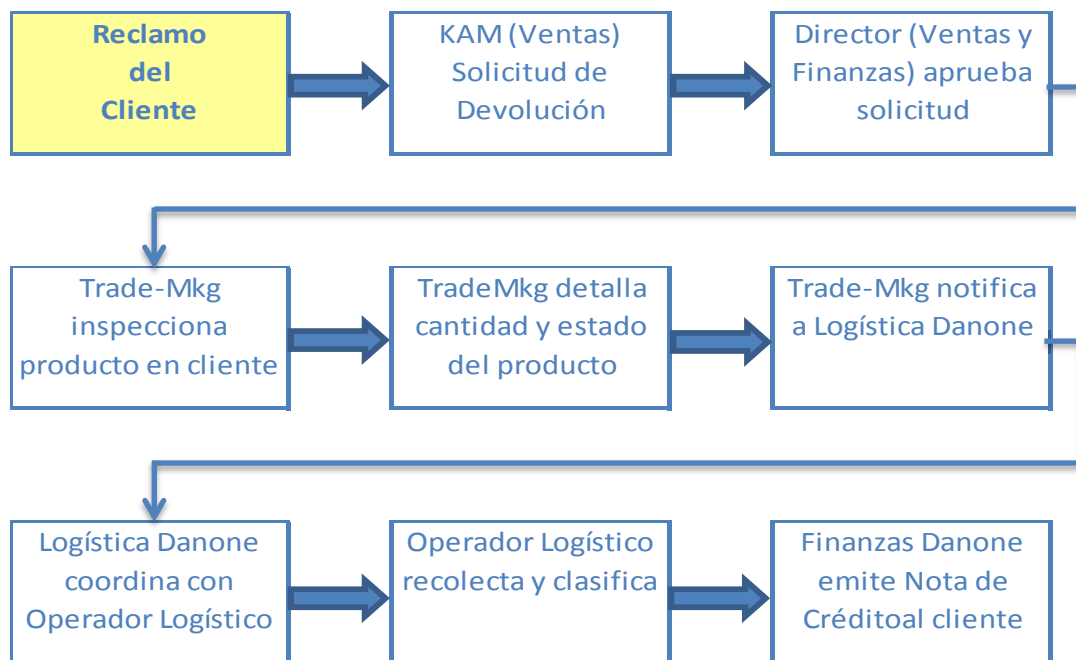 Reclamo
del
Cliente
KAM (Ventas)
Solicitud de
Devolución
Director (Ventas y
Finanzas) aprueba
solicitud
Trade-Mkg
inspecciona
producto en cliente
TradeMkg detalla
cantidad y estado
del producto
Trade-Mkg notifica
a Logística Danone
Logística Danone
coordina con
Operador Logístico
Operador Logístico
recolecta y clasifica
Finanzas Danone
emite Nota de
Créditoal cliente